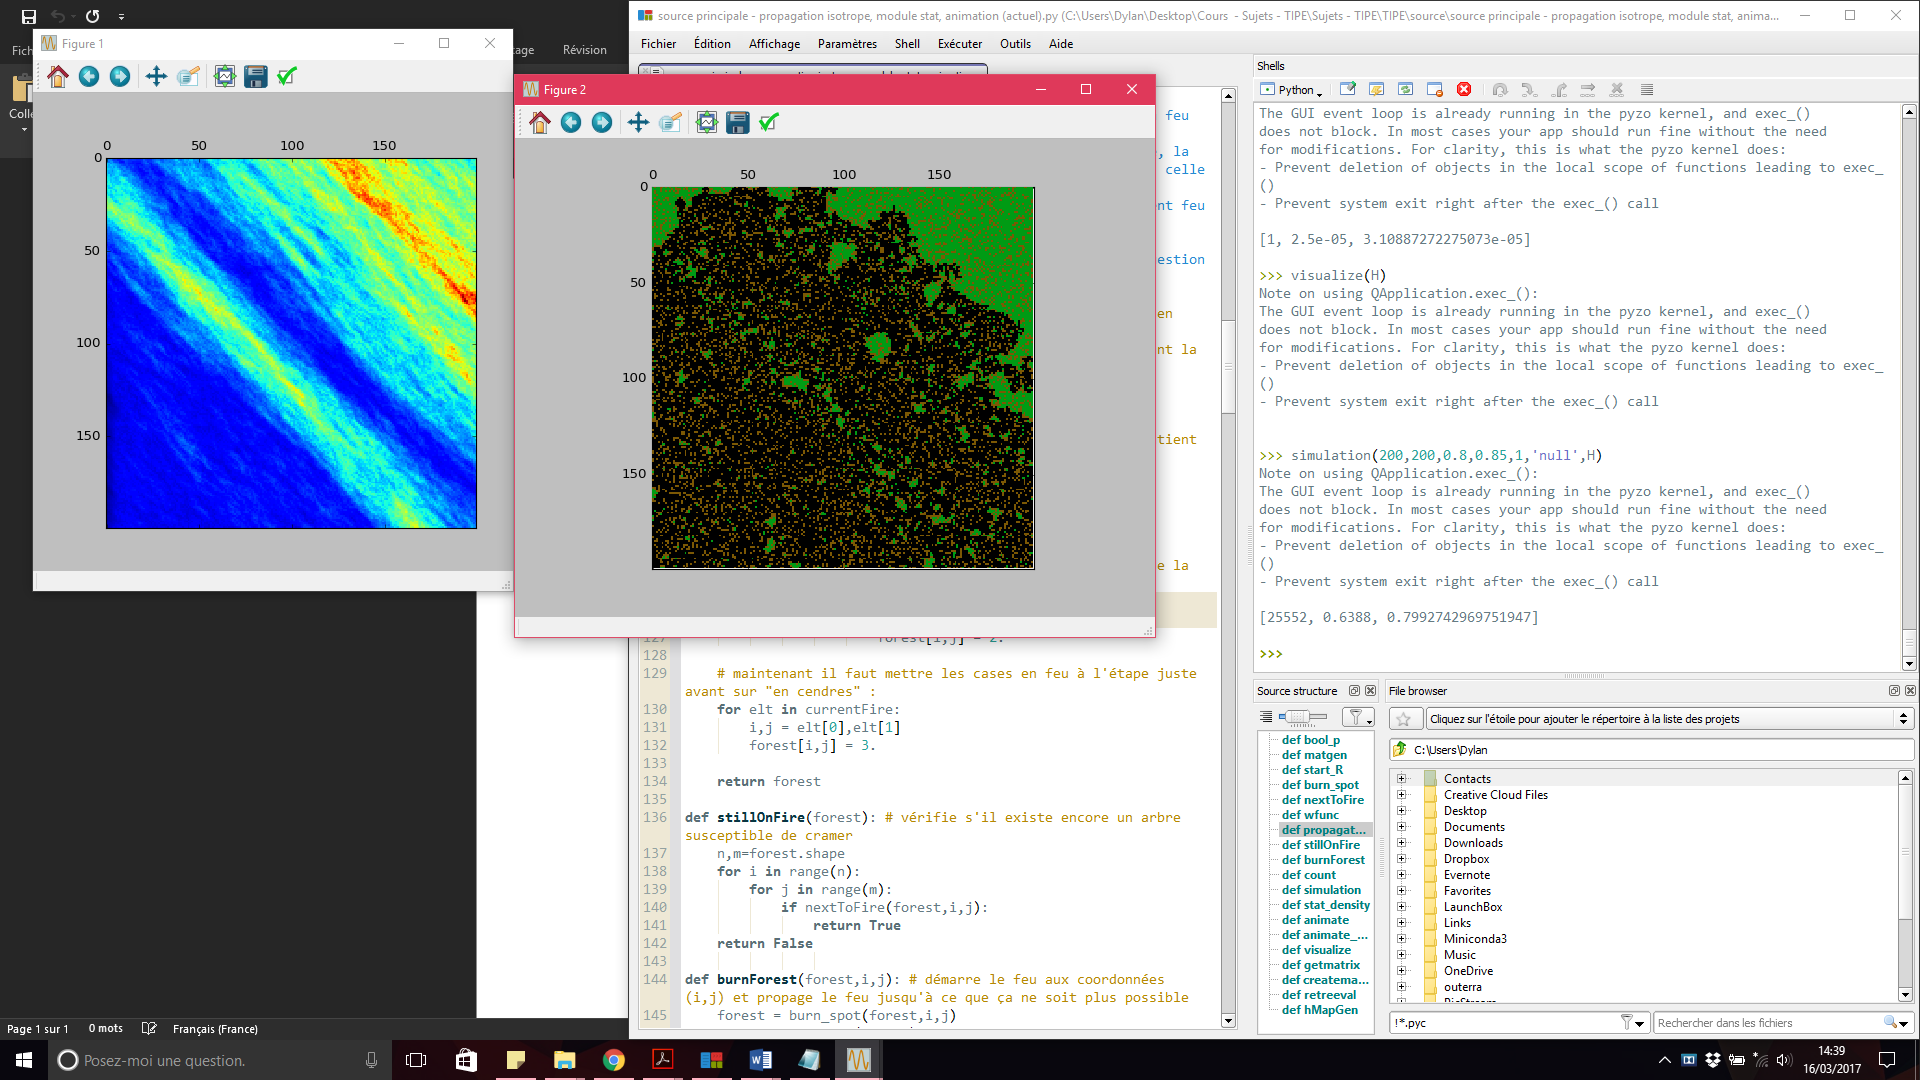 Fich
tage
Révision
Colle
Figure 1
0
50
100
150
0
50
100
150
Figure 2
0
50
100
150
0
50
100
150
source principale - propagation isotrope, module stat, animation (actuel).py (C:\Users\Dylan\Desktop\Cours - Sujets - TIPE\Sujets - TIPE\TIPE\source\source principale - propagation isotrope, module stat, anima...
Fichier Édition Affichage Paramètres Shell Exécuter Outils Aide
feu
, la
celle
nt feu
estion
en
nt la
tient
e la
127 forest[i,j] = 2.
128
129 # maintenant il faut mettre les cases en feu à l'étape juste
avant sur "en cendres" :
130 for elt in currentFire:
131 i,j = elt[0],elt[1]
132 forest[i,j] = 3.
133
134 return forest
135
136 def stillOnFire(forest): # vérifie s'il existe encore un arbre
susceptible de cramer
137 n,m=forest.shape
138 for i in range(n):
139 for j in range(m):
140 if nextToFire(forest,i,j):
141 return True
142 return False
143
144 def burnForest(forest,i,j): # démarre le feu aux coordonnées
(i,j) et propage le feu jusqu'à ce que ça ne soit plus possible
145 forest = burn_spot(forest,i,j)
Shells
Python
The GUI event loop is already running in the pyzo kernel, and exec_()
does not block. In most cases your app should run fine without the need
for modifications. For clarity, this is what the pyzo kernel does:
- Prevent deletion of objects in the local scope of functions leading to exec_
()
- Prevent system exit right after the exec_() call
[1, 2.5e-05, 3.10887272275073e-05]
>>> visualize(H)
Note on using QApplication.exec_():
The GUI event loop is already running in the pyzo kernel, and exec_()
does not block. In most cases your app should run fine without the need
for modifications. For clarity, this is what the pyzo kernel does:
- Prevent deletion of objects in the local scope of functions leading to exec_
()
- Prevent system exit right after the exec_() call
>>> simulation(200,200,0.8,0.85,1,'null',H)
Note on using QApplication.exec_():
The GUI event loop is already running in the pyzo kernel, and exec_()
does not block. In most cases your app should run fine without the need
for modifications. For clarity, this is what the pyzo kernel does:
- Prevent deletion of objects in the local scope of functions leading to exec_
()
- Prevent system exit right after the exec_() call
[25552, 0.6388, 0.7992742969751947]
>>>
Source structure
def bool_p
def matgen
def start_R
def burn_spot
def nextToFire
def wfunc
def propagat...
def stillOnFire
def burnForest
def count
def simulation
def stat_density
def animate
def animate_...
def visualize
def getmatrix
def createma...
def retreeval
def hMapGen
File browser
Cliquez sur l'étoile pour ajouter le répertoire à la liste des projets
C:\Users\Dylan
Contacts
Creative Cloud Files
Desktop
Documents
Downloads
Dropbox
Evernote
Favorites
LaunchBox
Links
Miniconda3
Music
OneDrive
outerra
!*.pyc
Rechercher dans les fichiers
Page 1 sur 1 0 mots Français (France)
Posez-moi une question.
14:39
16/03/2017